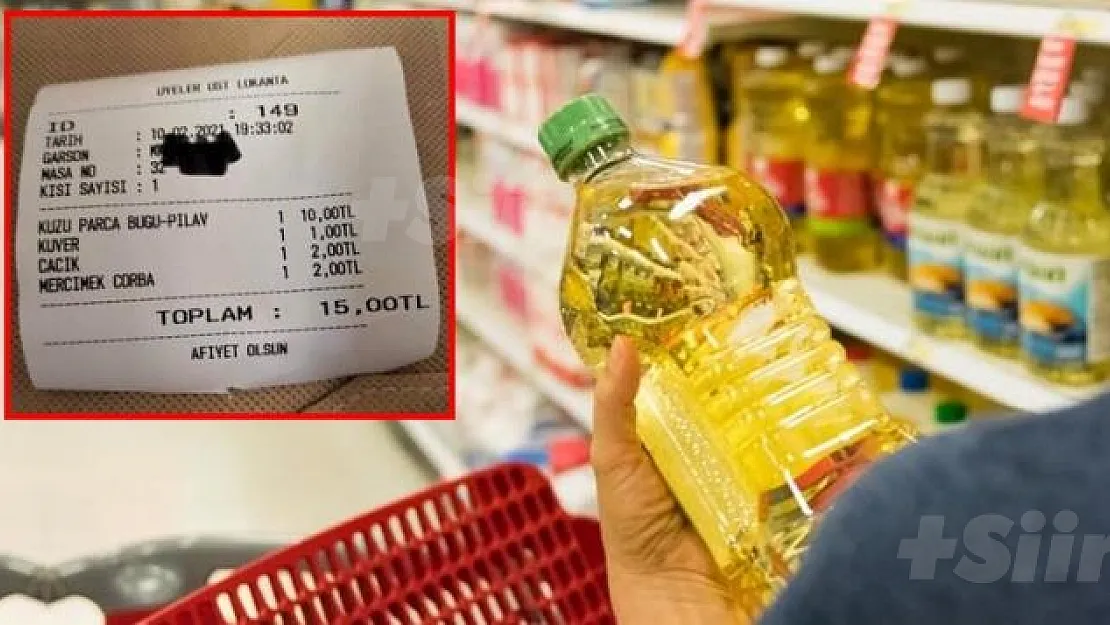 UYELER UST LOKANTA
ID : 149
TARIH : 10-02-2021 19:33:02
GARSON :
MASA NO : 32
KISI SAYISI : 1
KUZU PARCA BUGU-PILAV 1 10,00TL
KUVER 1 1,00TL
CACIK 1 2,00TL
MERCIMEK CORBA 1 2,00TL
TOPLAM : 15,00TL
AFIYET OLSUN
+Siir